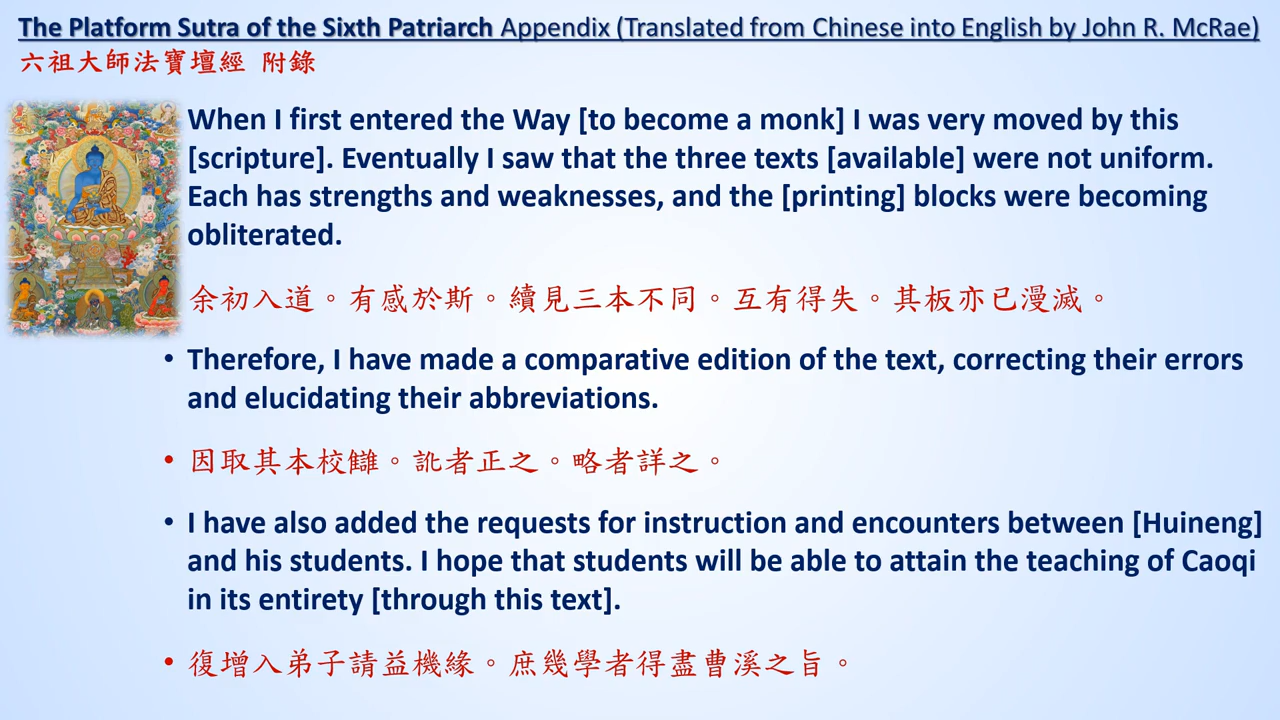 The Platform Sutra of the Sixth Patriarch Appendix (Translated from Chinese into English by John R. McRae)
六祖大師法寶壇經 附錄
When I first entered the Way [to become a monk] I was very moved by this
[scripture]. Eventually I saw that the three texts [available] were not uniform.
Each has strengths and weaknesses, and the [printing] blocks were becoming
obliterated.
余初入道。有感於斯。續見三本不同。互有得失。其板亦已漫滅。
• Therefore, I have made a comparative edition of the text, correcting their errors
and elucidating their abbreviations.
• 因取其本校讎。訛者正之。略者詳之。
• I have also added the requests for instruction and encounters between [Huineng]
and his students. I hope that students will be able to attain the teaching of Caoqi
in its entirety [through this text].
• 復增入弟子請益機緣。庶幾學者得盡曹溪之旨。